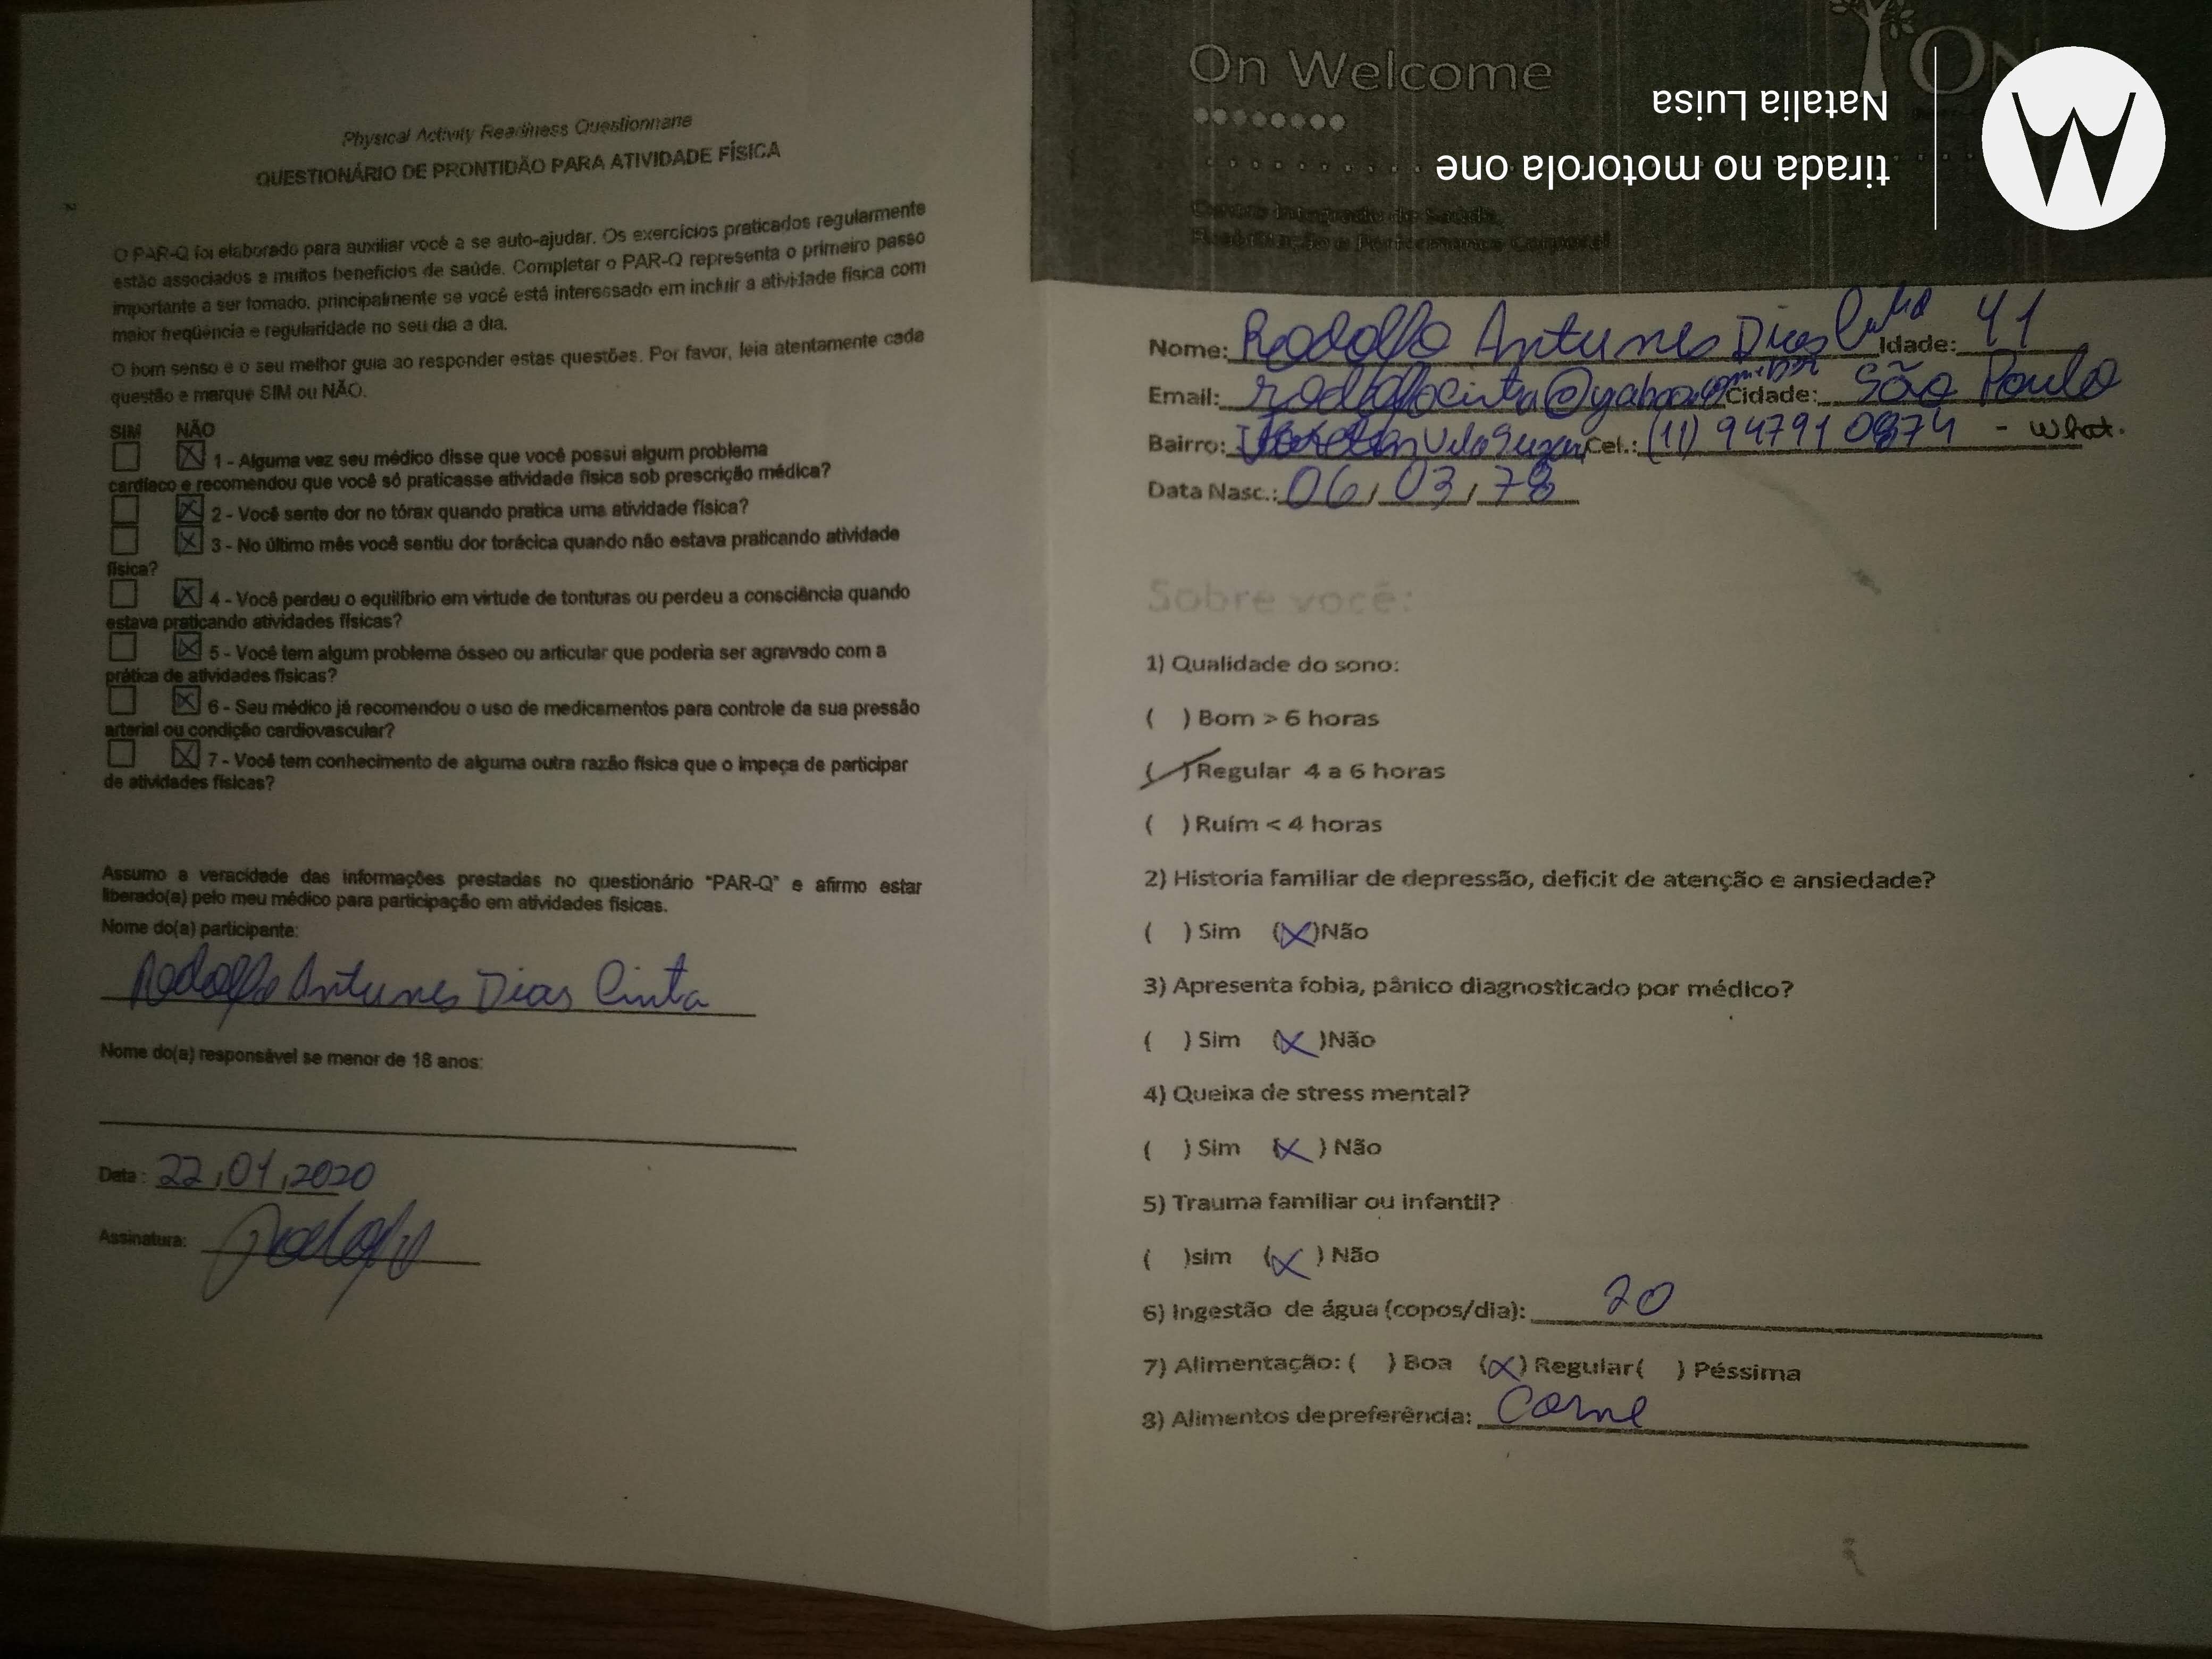 Physical Activity Readiness Questionnaire
QUESTIONÁRIO DE PRONTIDÃO PARA ATIVIDADE FÍSICA
2
O PAR-Q foi elaborado para auxiliar você a se auto-ajudar. Os exercícios praticados regularmente
estão associados a muitos benefícios de saúde. Completar o PAR-Q representa o primeiro passo
importante a ser tomado, principalmente se você está interessado em incluir a atividade física com
maior freqüência e regularidade no seu dia a dia.
O bom senso e o seu melhor guia ao responder estas questões. Por favor, leia atentamente cada
questão e marque SIM ou NÃO.
SIM NÃO
1 - Alguma vez seu médico disse que você possui algum problema
cardíaco e recomendou que você só praticasse atividade física sob prescrição médica?
2 - Você sente dor no tórax quando pratica uma atividade física?
3 - No último mês você sentiu dor torácica quando não estava praticando atividade
física?
4 - Você perdeu o equilíbrio em virtude de tonturas ou perdeu a consciência quando
estava praticando atividades físicas?
5 - Você tem algum problema ósseo ou articular que poderia ser agravado com a
prática de atividades físicas?
6 - Seu médico já recomendou o uso de medicamentos para controle da sua pressão
arterial ou condição cardiovascular?
7 - Você tem conhecimento de alguma outra razão física que o impeça de participar
de atividades físicas?
Assumo a veracidade das informações prestadas no questionário "PAR-Q" e afirmo estar
liberado(a) pelo meu médico para participação em atividades físicas.
Nome do(a) participante:
Rodolfo Antunes Dias Cinta
Nome do(a) responsável se menor de 18 anos:
Data: 22,01,2020
Assinatura:
On Welcome
ON
Centro Integrado de Saúde,
Reabilitação e Performance Corporal
Nome: Rodolfo Antunes Dias Idade: 41
Email: Cidade: São Paulo
Bairro: Cel.: (11) 947910874 - what.
Data Nasc.: 06,03,78
Sobre você:
1) Qualidade do sono:
( ) Bom > 6 horas
( ) Regular 4 a 6 horas
( ) Ruím < 4 horas
2) Historia familiar de depressão, deficit de atenção e ansiedade?
( ) Sim (X)Não
3) Apresenta fobia, pânico diagnosticado por médico?
( ) Sim (X)Não
4) Queixa de stress mental?
( ) Sim (X) Não
5) Trauma familiar ou infantil?
( )sim (X) Não
6) Ingestão de água (copos/dia): 20
7) Alimentação: ( ) Boa (X) Regular( ) Péssima
8) Alimentos depreferência: Carne
tirada no motorola one
Natalia Luisa